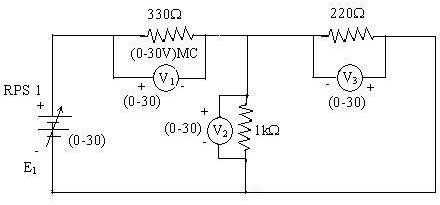 330Ω
220Ω
(0-30V)MC
V1
-
(0-30)
- V3 +
(0-30)
RPS 1
+
(0-30)
-
E1
+
(0-30) V2
-
1kΩ